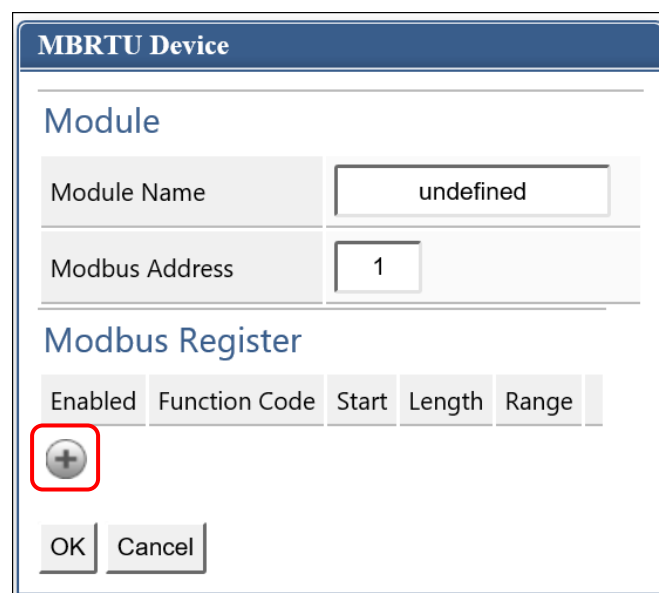 MBRTU Device
Module
Module Name undefined
Modbus Address 1
Modbus Register
Enabled Function Code Start Length Range
OK Cancel